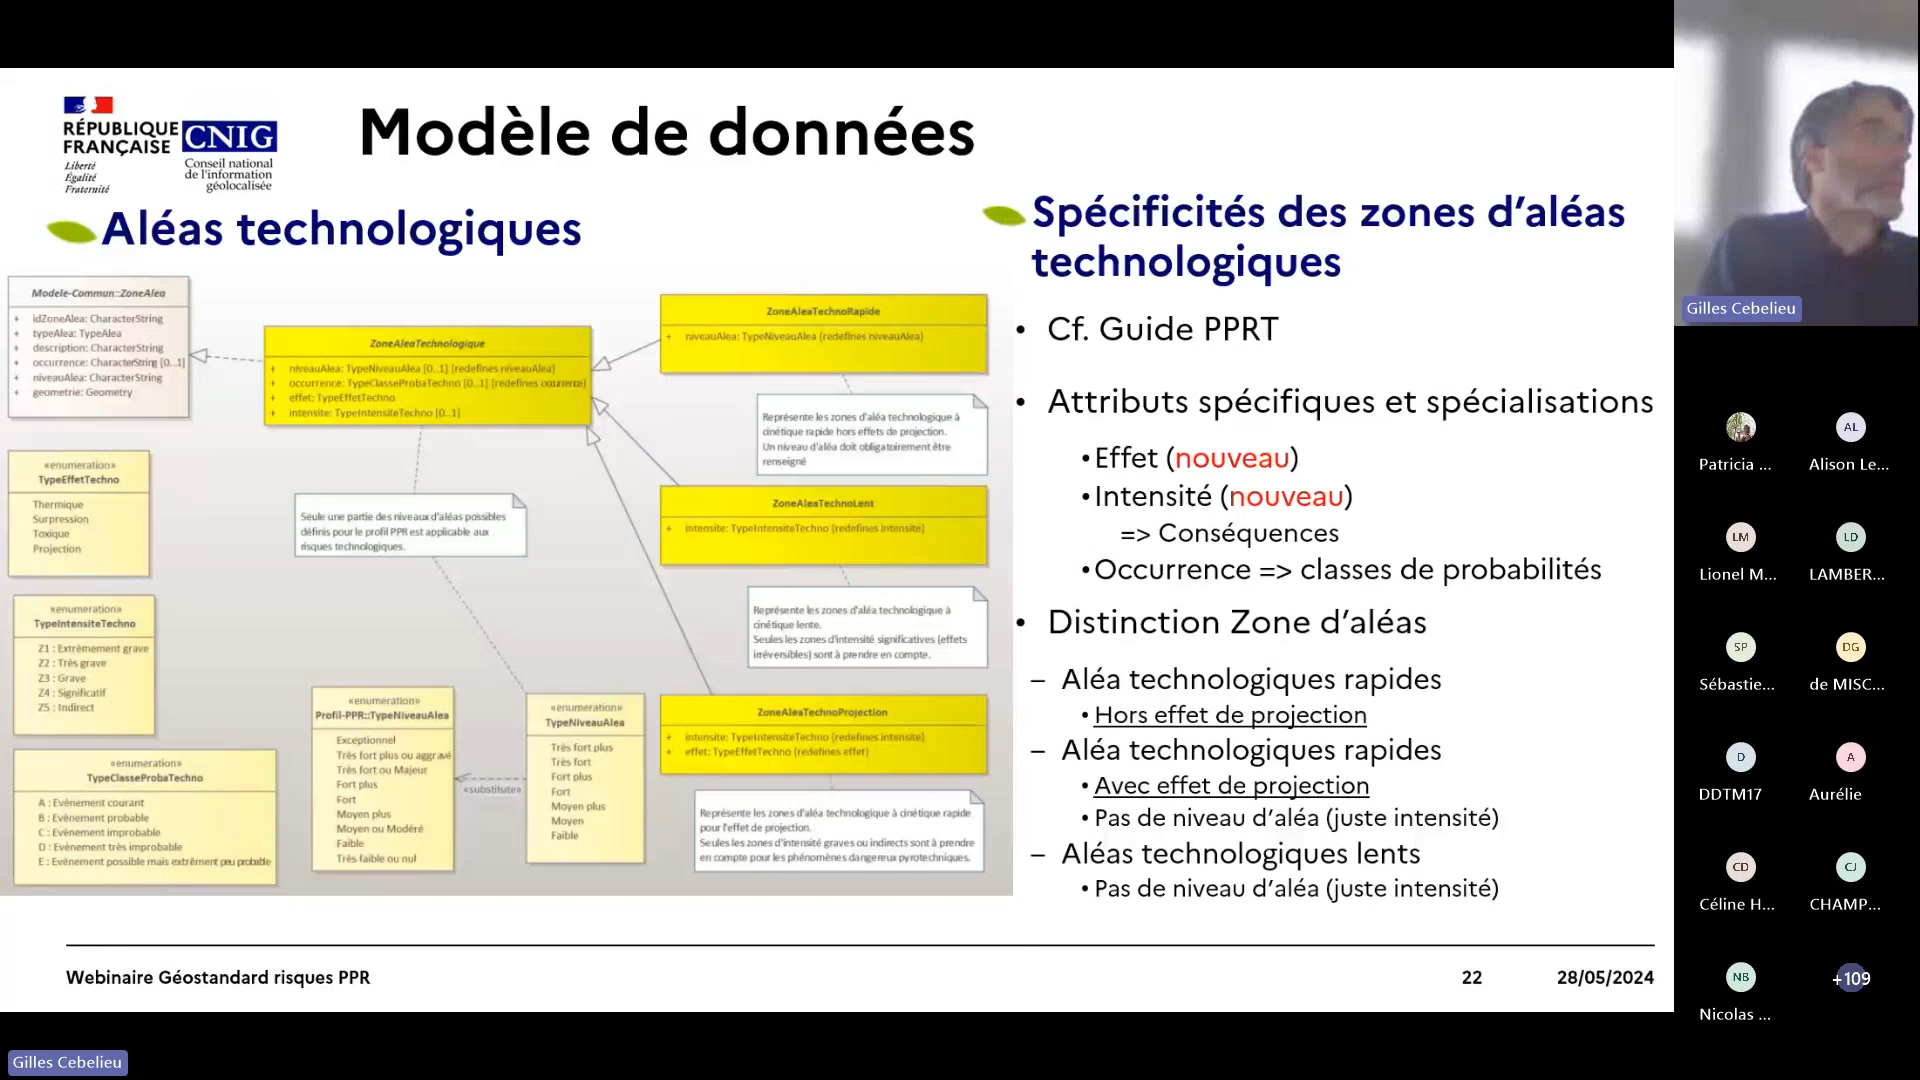 RÉPUBLIQUE
FRANÇAISE
Liberté
Égalité
Fraternité
CNIG
Conseil national
de l'information
géolocalisée
Modèle de données
Aléas technologiques
Modele-Commun::ZoneAlea
+ idZoneAlea: CharacterString
+ typeAlea: TypeAlea
+ description: CharacterString
+ occurrence: CharacterString [0..1]
+ niveauAlea: CharacterString
+ geometrie: Geometry
ZoneAleaTechnologique
+ niveauAlea: TypeNiveauAlea [0..1] {redefines niveauAlea}
+ occurrence: TypeClasseProbaTechno [0..1] {redefines occurrence}
+ effet: TypeEffetTechno
+ intensite: TypeIntensiteTechno [0..1]
ZoneAleaTechnoRapide
+ niveauAlea: TypeNiveauAlea {redefines niveauAlea}
Représente les zones d'aléa technologique à
cinétique rapide hors effets de projection.
Un niveau d'aléa doit obligatoirement être
renseigné
«enumeration»
TypeEffetTechno
Thermique
Surpression
Toxique
Projection
Seule une partie des niveaux d'aléas possibles
définis pour le profil PPR est applicable aux
risques technologiques.
ZoneAleaTechnoLent
+ intensite: TypeIntensiteTechno {redefines intensite}
Représente les zones d'aléa technologique à
cinétique lente.
Seules les zones d'intensité significatives (effets
irréversibles) sont à prendre en compte.
«enumeration»
TypeIntensiteTechno
Z1 : Extrêmement grave
Z2 : Très grave
Z3 : Grave
Z4 : Significatif
Z5 : Indirect
«enumeration»
TypeClasseProbaTechno
A : Evènement courant
B : Evènement probable
C : Evènement improbable
D : Evènement très improbable
E : Evènement possible mais extrêment peu probable
«enumeration»
Profil-PPR::TypeNiveauAlea
Exceptionnel
Très fort plus ou aggravé
Très fort ou Majeur
Fort plus
Fort
Moyen plus
Moyen ou Modéré
Faible
Très faible ou nul
«substitute»
«enumeration»
TypeNiveauAlea
Très fort plus
Très fort
Fort plus
Fort
Moyen plus
Moyen
Faible
ZoneAleaTechnoProjection
+ intensite: TypeIntensiteTechno {redefines intensite}
+ effet: TypeEffetTechno {redefines effet}
Représente les zones d'aléa technologique à cinétique rapide
pour l'effet de projection.
Seules les zones d'intensité graves ou indirects sont à prendre
en compte pour les phénomènes dangereux pyrotechniques.
Spécificités des zones d'aléas
technologiques
• Cf. Guide PPRT
• Attributs spécifiques et spécialisations
• Effet (nouveau)
• Intensité (nouveau)
=> Conséquences
• Occurrence => classes de probabilités
• Distinction Zone d'aléas
– Aléa technologiques rapides
• Hors effet de projection
– Aléa technologiques rapides
• Avec effet de projection
• Pas de niveau d'aléa (juste intensité)
– Aléas technologiques lents
• Pas de niveau d'aléa (juste intensité)
Webinaire Géostandard risques PPR
22
28/05/2024
Gilles Cebelieu
Gilles Cebelieu
Patricia ...
AL
Alison Le...
LM
Lionel M...
LD
LAMBER...
SP
Sébastie...
DG
de MISC...
D
DDTM17
A
Aurélie
CD
Céline H...
CJ
CHAMP...
NB
Nicolas ...
+109